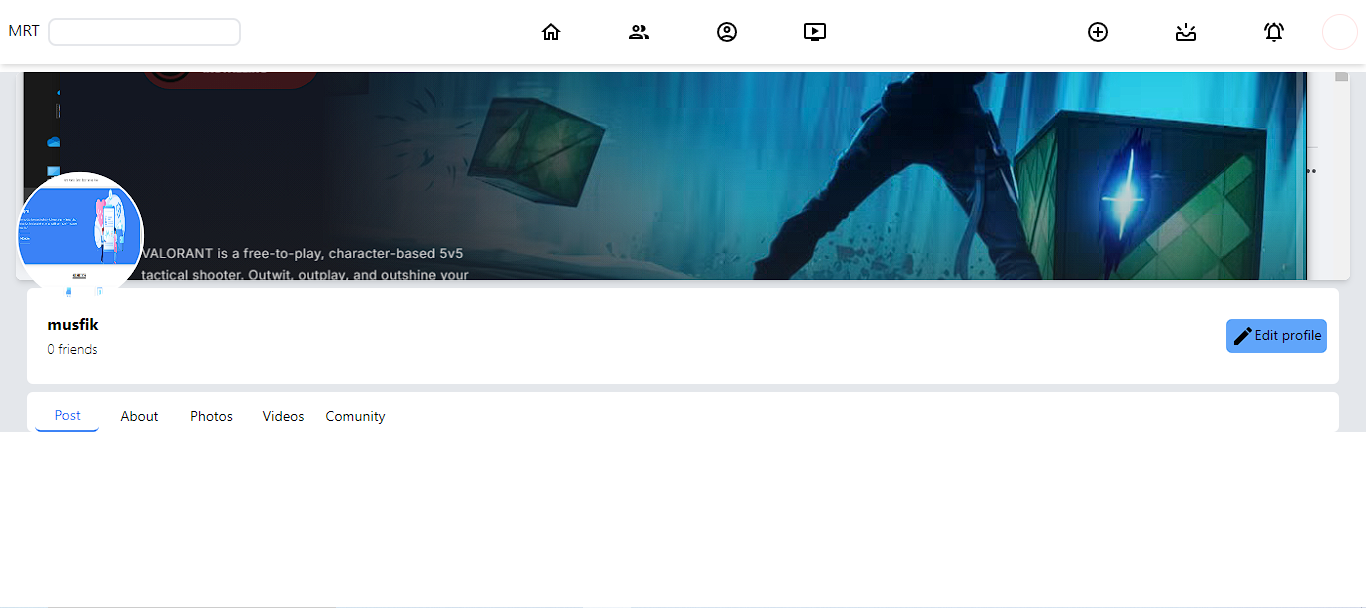 MRT
VALORANT is a free-to-play, character-based 5v5
tactical shooter. Outwit, outplay, and outshine your
musfik
0 friends
Edit profile
Post
About
Photos
Videos
Comunity